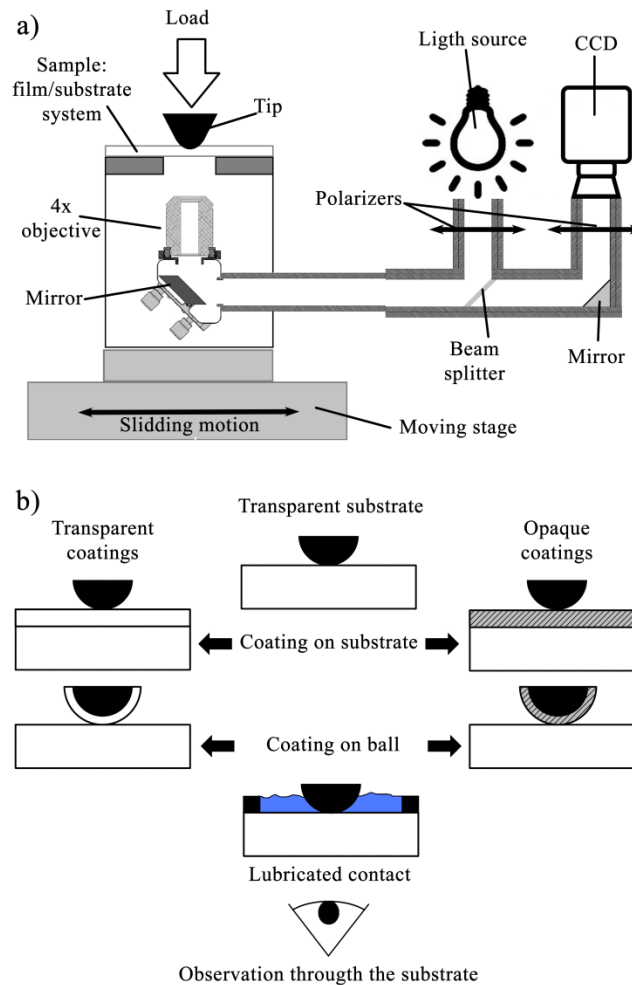 a)
Load
Ligth source
CCD
Sample:
film/substrate
system
Tip
4x
objective
Polarizers
Mirror
Beam
splitter
Mirror
Slidding motion
Moving stage
b)
Transparent substrate
Transparent
coatings
Opaque
coatings
Coating on substrate
Coating on ball
Lubricated contact
Observation througth the substrate